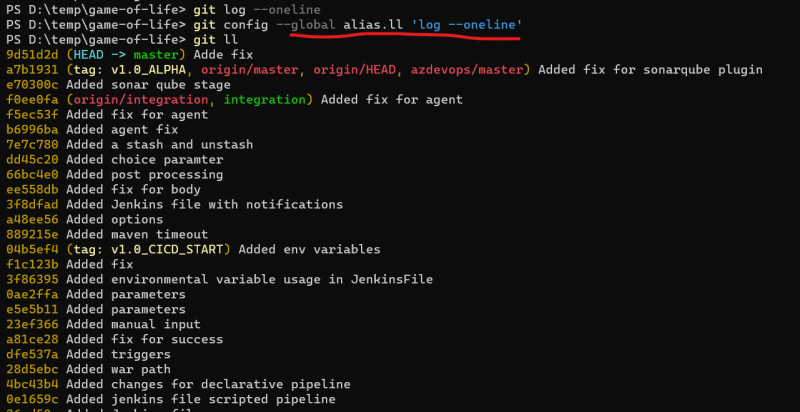 PS D:\temp\game-of-life> git log --oneline
PS D:\temp\game-of-life> git config --global alias.ll 'log --oneline'
PS D:\temp\game-of-life> git ll
9d51d2d (HEAD -> master) Adde fix
a7b1931 (tag: v1.0_ALPHA, origin/master, origin/HEAD, azdevops/master) Added fix for sonarqube plugin
e70300c Added sonar qube stage
f0ee0fa (origin/integration, integration) Added fix for agent
f5ec53f Added fix for agent
b6996ba Added agent fix
7e7c780 Added a stash and unstash
dd45c20 Added choice paramter
66bc4e0 Added post processing
ee558db Added fix for body
3f8dfad Added Jenkins file with notifications
a48ee56 Added options
889215e Added maven timeout
04b5ef4 (tag: v1.0_CICD_START) Added env variables
f1c123b Added fix
3f86395 Added environmental variable usage in JenkinsFile
0ae2ffa Added parameters
e5e5b11 Added parameters
23ef366 Added manual input
a81ce28 Added fix for success
dfe537a Added triggers
28d5ebc Added war path
4bc43b4 Added changes for declarative pipeline
0e1659c Added jenkins file scripted pipeline